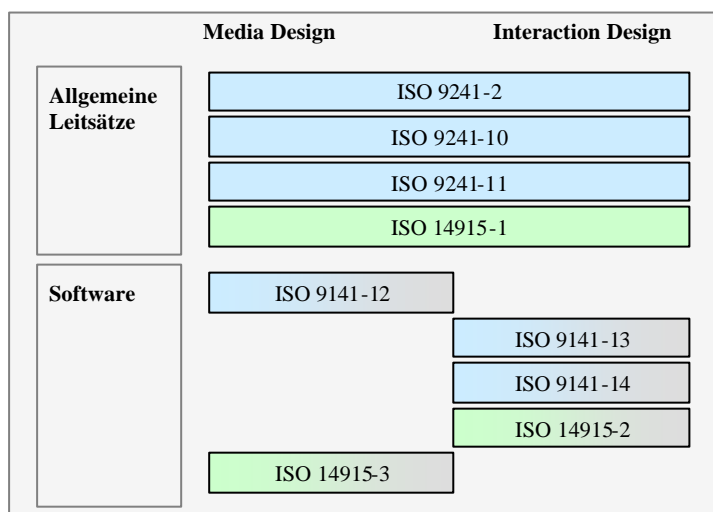 Media Design Interaction Design
Allgemeine
Leitsätze
ISO 9241-2
ISO 9241-10
ISO 9241-11
ISO 14915-1
Software
ISO 9141-12
ISO 9141-13
ISO 9141-14
ISO 14915-2
ISO 14915-3